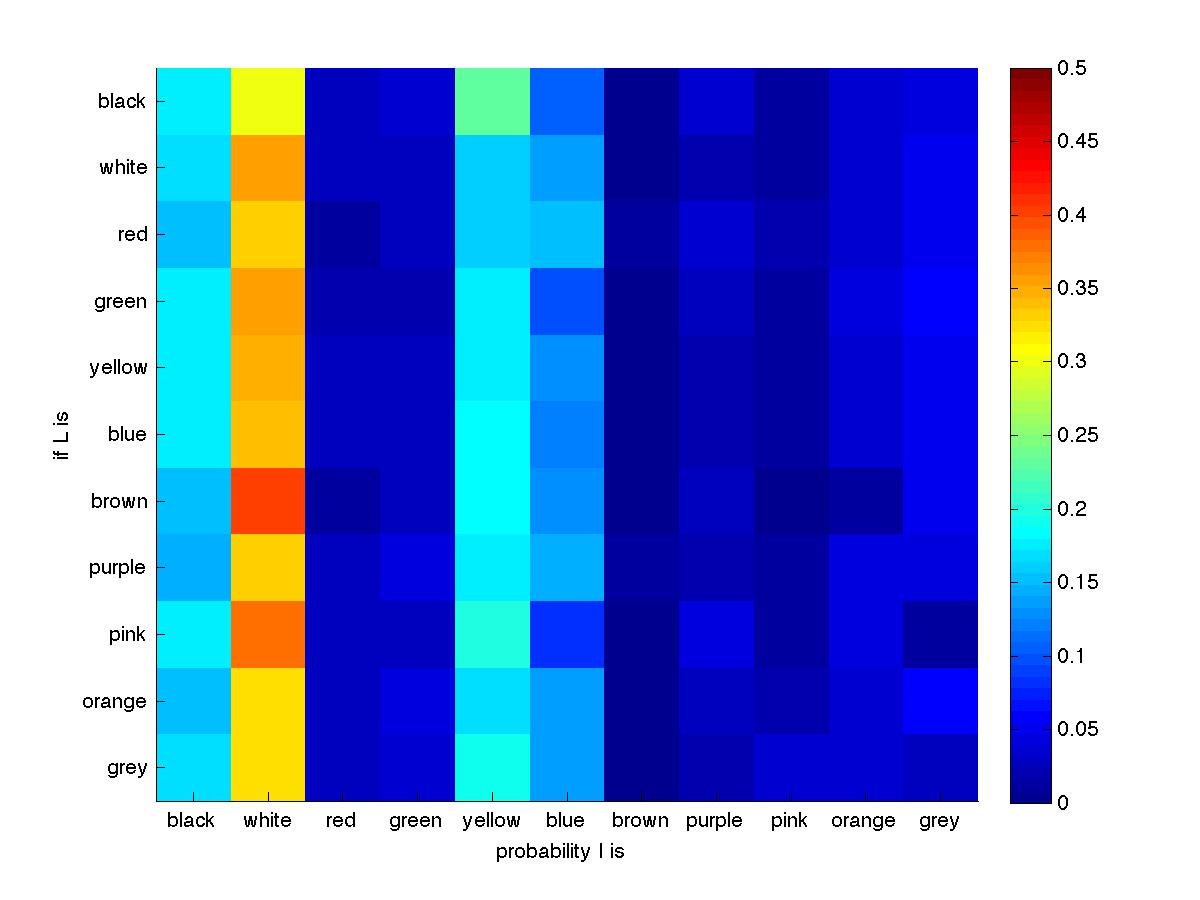 black
white
red
green
yellow
blue
brown
purple
pink
orange
grey
if L is
black white red green yellow blue brown purple pink orange grey
probability I is
0.5
0.45
0.4
0.35
0.3
0.25
0.2
0.15
0.1
0.05
0